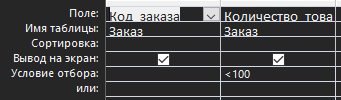 Поле: Код_заказа Количество_това
Имя таблицы: Заказ Заказ
Сортировка:
Вывод на экран:
Условие отбора: <100
или: